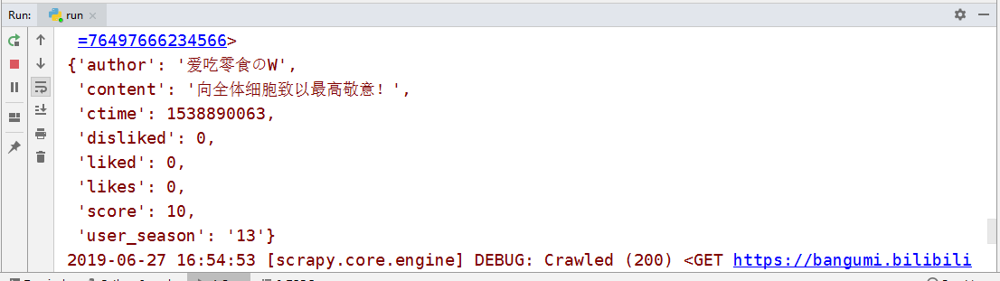 Run: run
=76497666234566>
{'author': '爱吃零食のW',
'content': '向全体细胞致以最高敬意！',
'ctime': 1538890063,
'disliked': 0,
'liked': 0,
'likes': 0,
'score': 10,
'user_season': '13'}
2019-06-27 16:54:53 [scrapy.core.engine] DEBUG: Crawled (200) <GET https://bangumi.bilibili